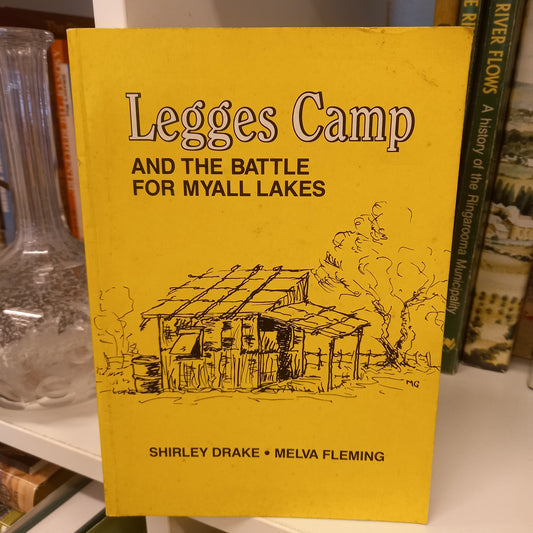 Legges Camp
AND THE BATTLE
FOR MYALL LAKES
MG
SHIRLEY DRAKE • MELVA FLEMING
RIVER FLOWS
A history of the Ringarooma Municipality